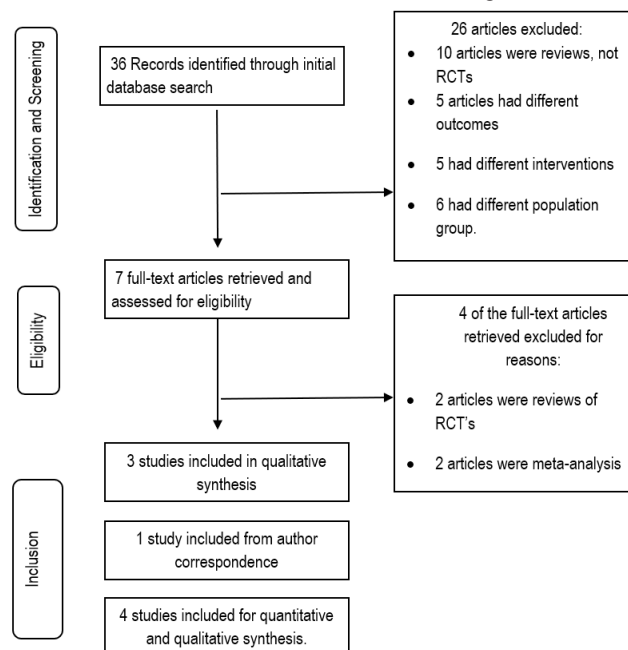 Identification and Screening
36 Records identified through initial
database search
26 articles excluded:
• 10 articles were reviews, not
RCTs
• 5 articles had different
outcomes
• 5 had different interventions
• 6 had different population
group.
Eligibility
7 full-text articles retrieved and
assessed for eligibility
4 of the full-text articles
retrieved excluded for
reasons:
• 2 articles were reviews of
RCT's
• 2 articles were meta-analysis
Inclusion
3 studies included in qualitative
synthesis
1 study included from author
correspondence
4 studies included for quantitative
and qualitative synthesis.